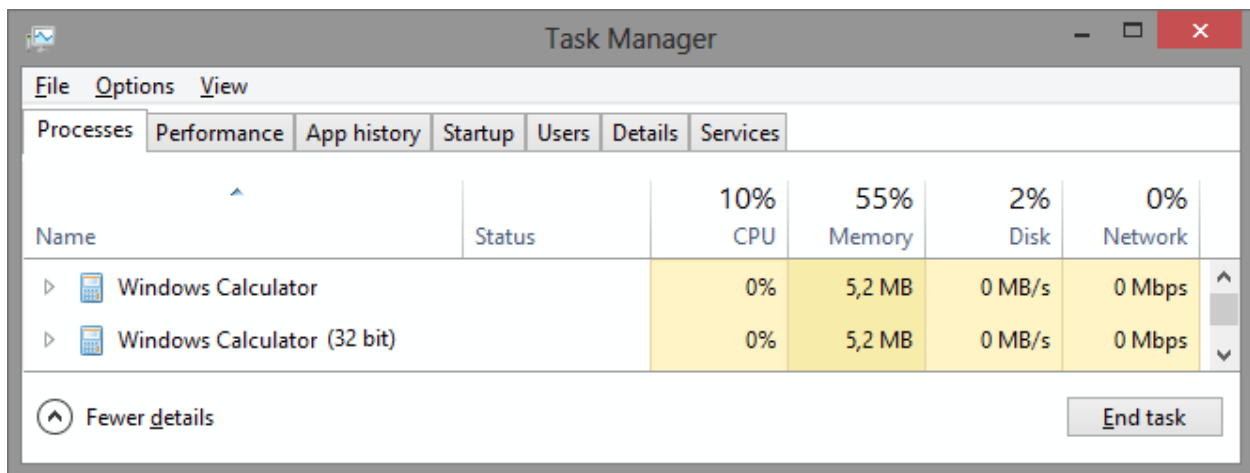 Task Manager
File Options View
Processes Performance App history Startup Users Details Services
10% 55% 2% 0%
Name Status CPU Memory Disk Network
Windows Calculator 0% 5,2 MB 0 MB/s 0 Mbps
Windows Calculator (32 bit) 0% 5,2 MB 0 MB/s 0 Mbps
Fewer details End task